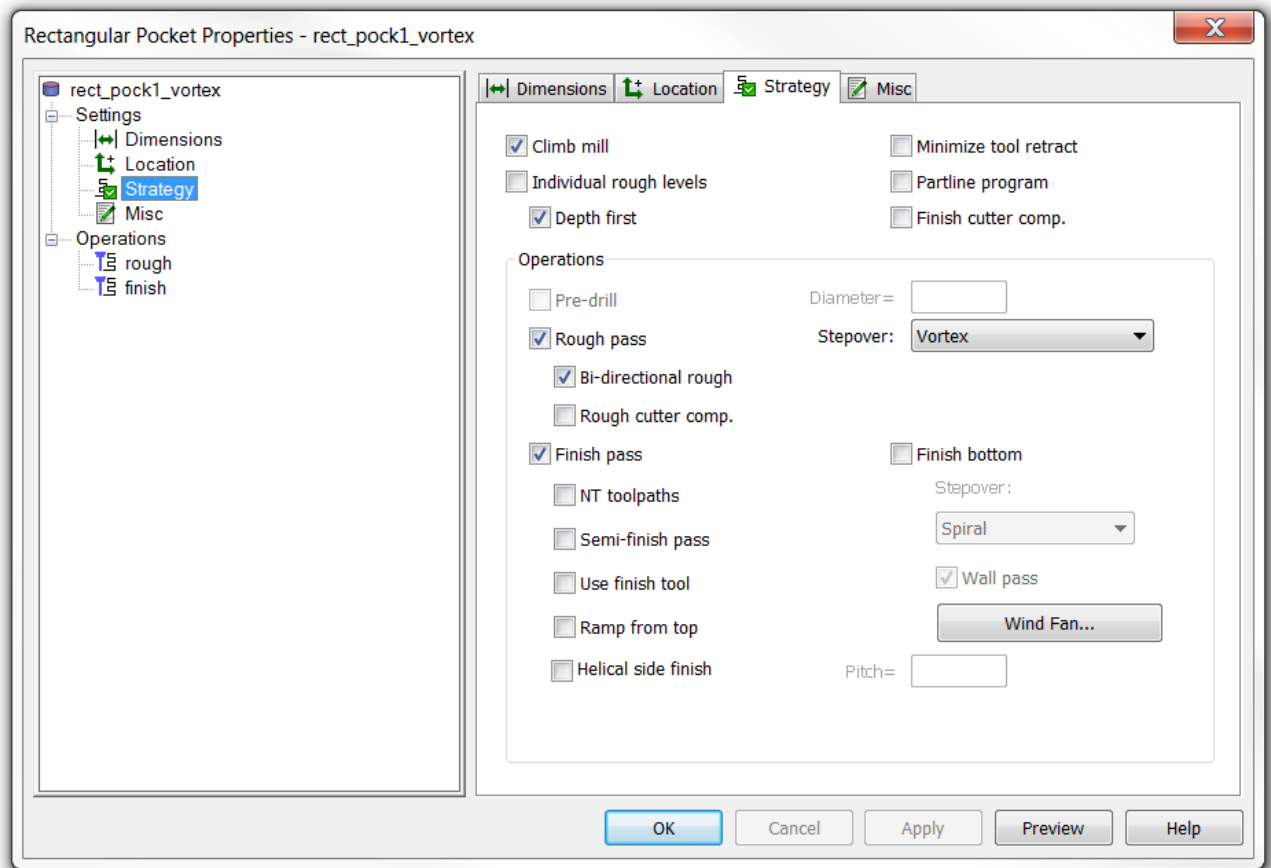 Rectangular Pocket Properties - rect_pock1_vortex
X
rect_pock1_vortex
Settings
Dimensions
Location
Strategy
Misc
Operations
rough
finish
Dimensions Location Strategy Misc
Climb mill Minimize tool retract
Individual rough levels Partline program
Depth first Finish cutter comp.
Operations
Pre-drill Diameter=
Rough pass Stepover: Vortex
Bi-directional rough
Rough cutter comp.
Finish pass Finish bottom
NT toolpaths Stepover:
Semi-finish pass Spiral
Use finish tool Wall pass
Ramp from top Wind Fan...
Helical side finish Pitch=
OK Cancel Apply Preview Help